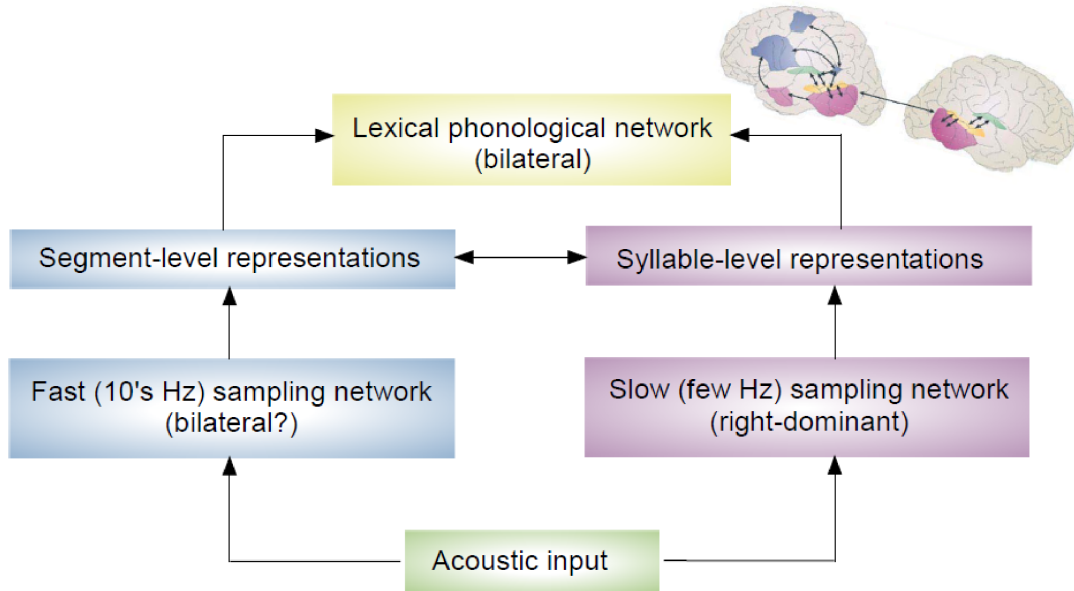 Lexical phonological network
(bilateral)
Segment-level representations
Syllable-level representations
Fast (10's Hz) sampling network
(bilateral?)
Slow (few Hz) sampling network
(right-dominant)
Acoustic input